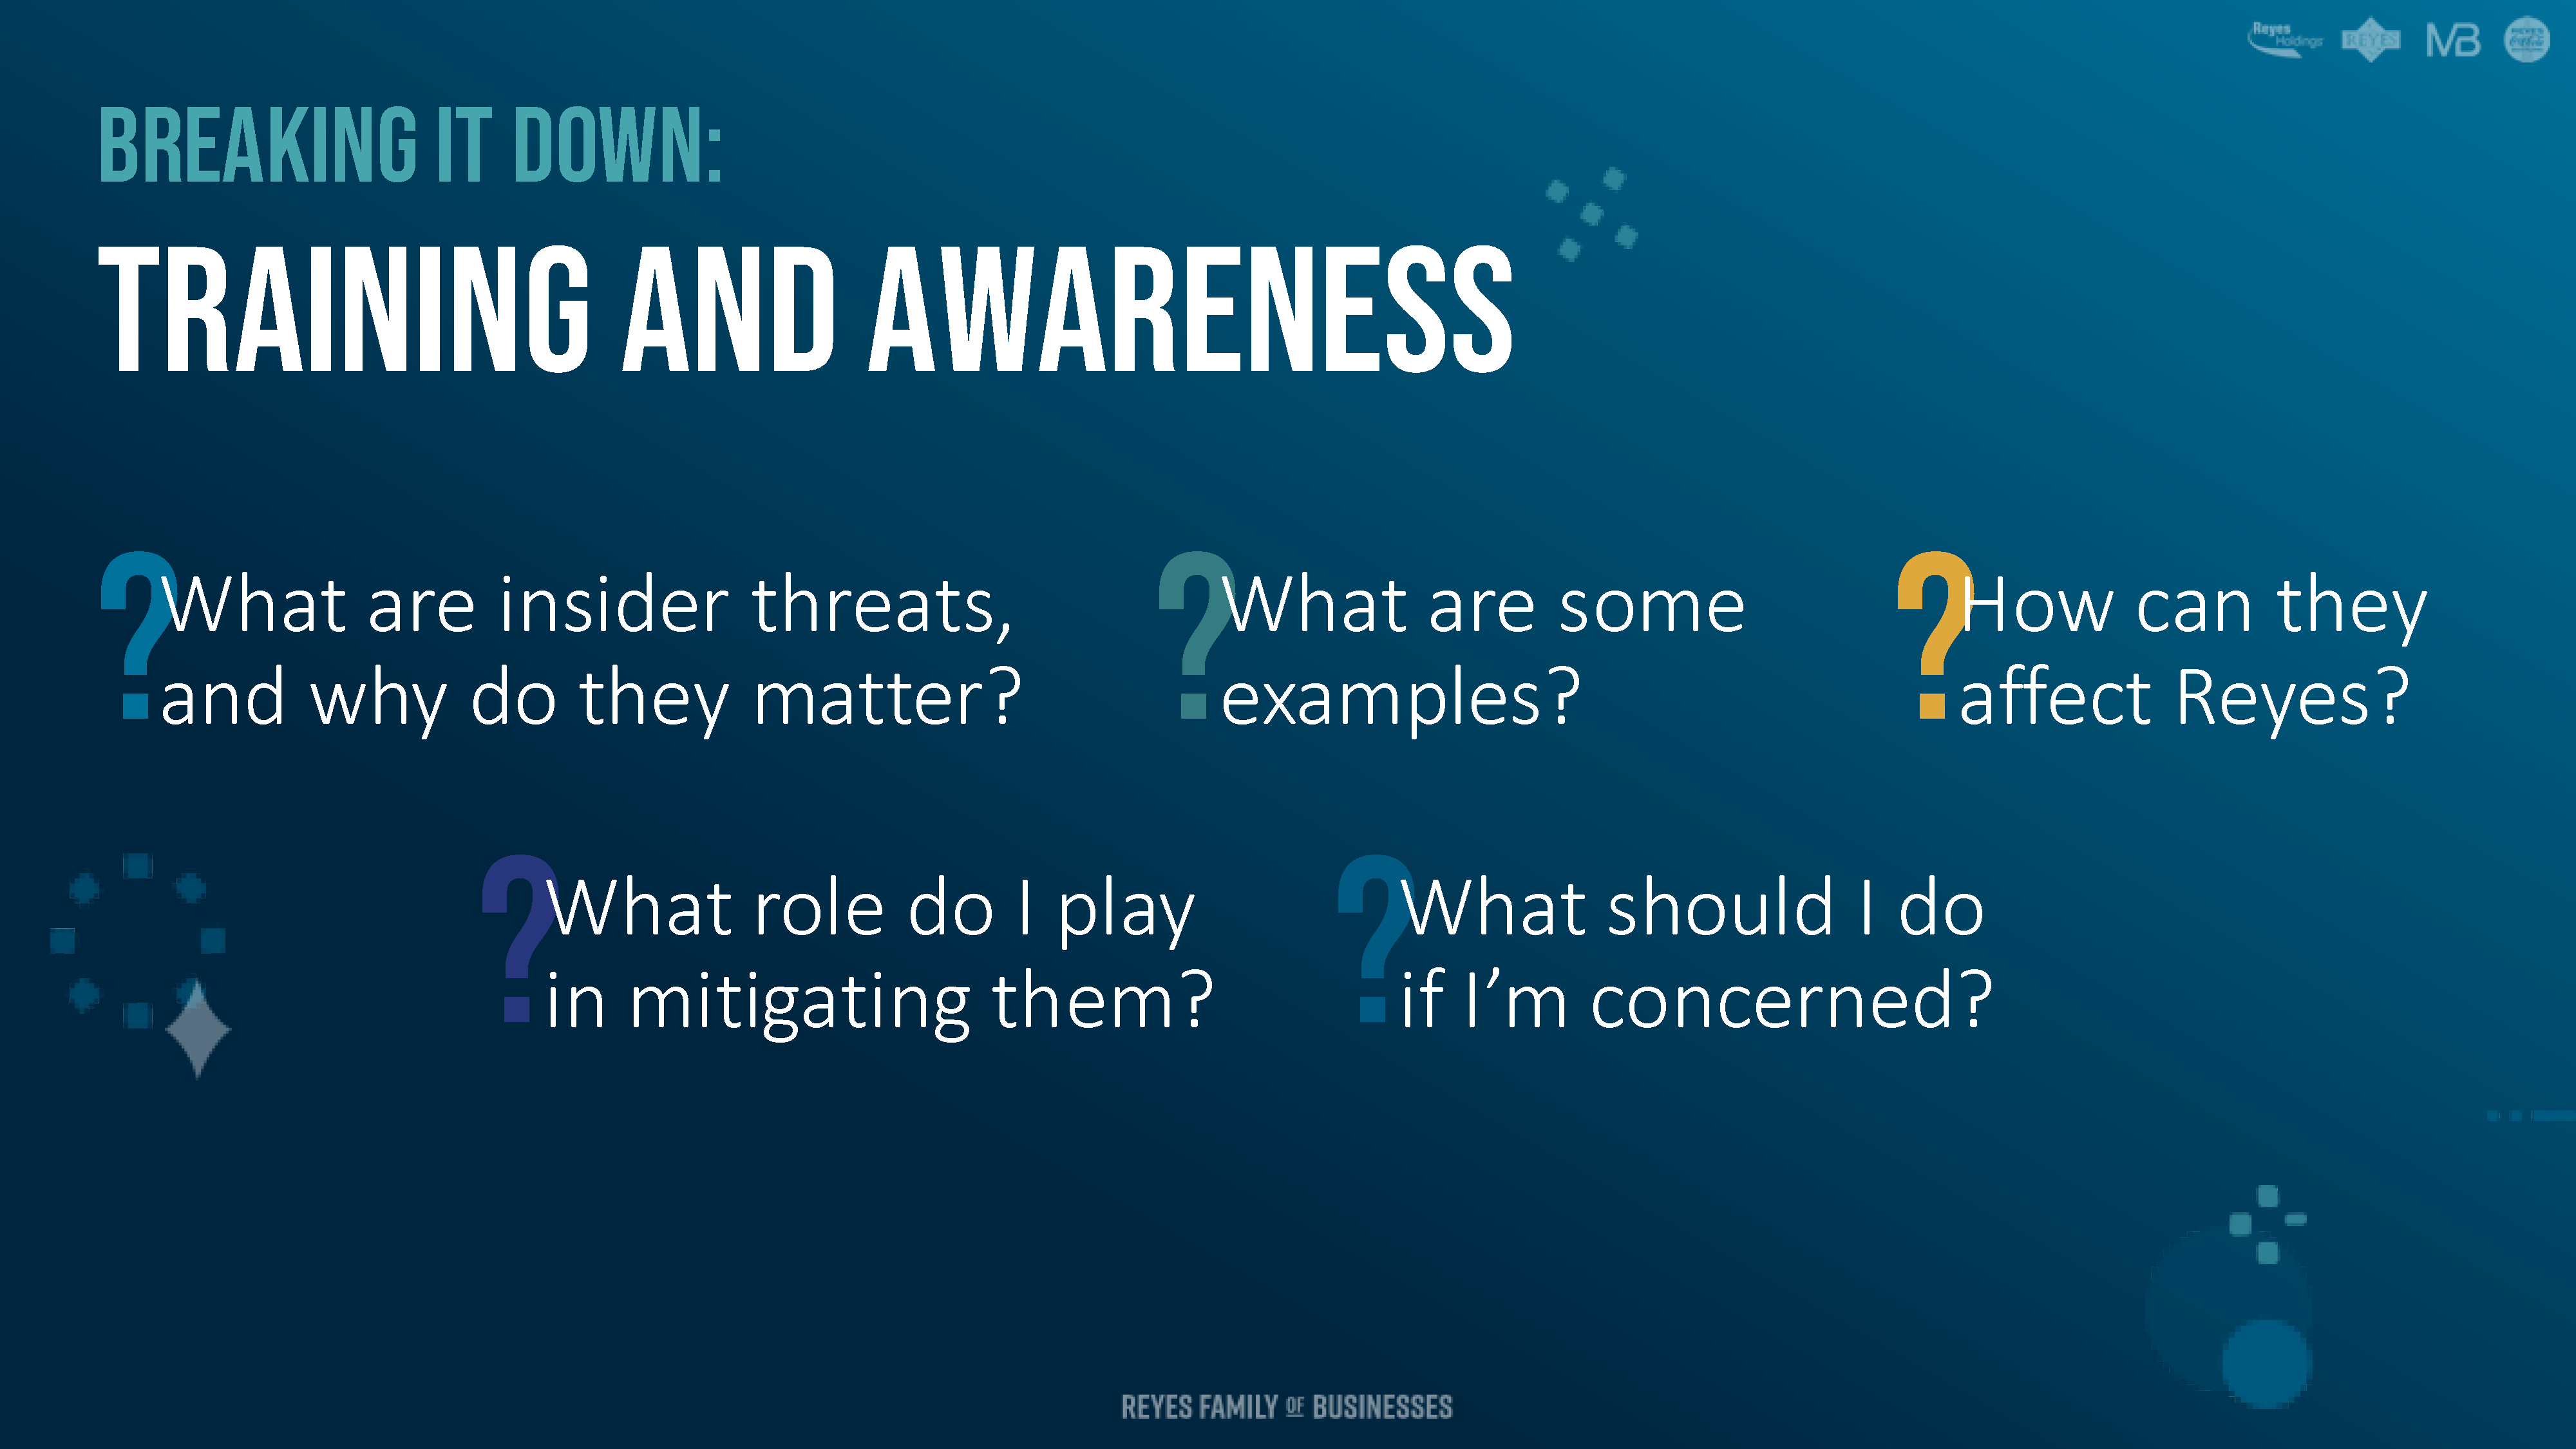 Reyes Holdings
REYES
MB
BREAKING IT DOWN:
TRAINING AND AWARENESS
? What are insider threats,
and why do they matter?
? What are some
examples?
? How can they
affect Reyes?
? What role do I play
in mitigating them?
? What should I do
if I’m concerned?
REYES FAMILY OF BUSINESSES